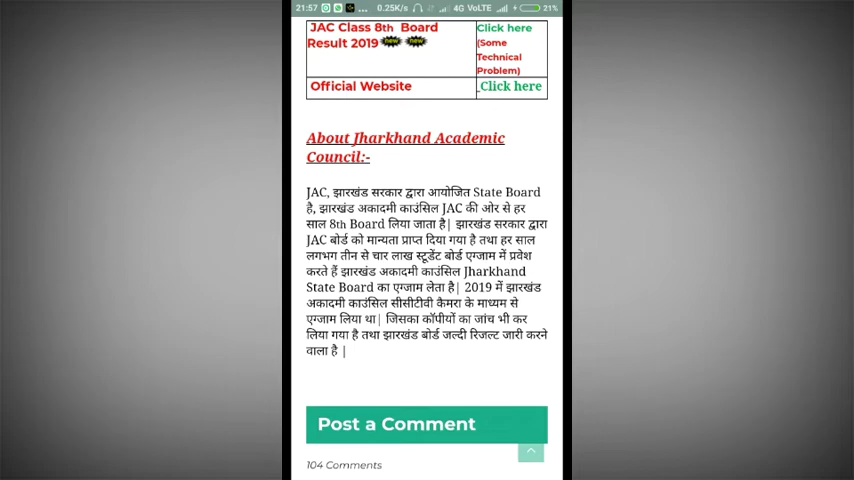 21:57 ... 0.25K/s 4G VoLTE 21%
JAC Class 8th Board Click here
Result 2019 new new (Some
Technical
Problem)
Official Website Click here
About Jharkhand Academic
Council:-
JAC, झारखंड सरकार द्वारा आयोजित State Board
है, झारखंड अकादमी काउंसिल JAC की ओर से हर
साल 8th Board लिया जाता है| झारखंड सरकार द्वारा
JAC बोर्ड को मान्यता प्राप्त दिया गया है तथा हर साल
लगभग तीन से चार लाख स्टूडेंट बोर्ड एग्जाम में प्रवेश
करते हैं झारखंड अकादमी काउंसिल Jharkhand
State Board का एग्जाम लेता है| 2019 में झारखंड
अकादमी काउंसिल सीसीटीवी कैमरा के माध्यम से
एग्जाम लिया था| जिसका कॉपीयों का जांच भी कर
लिया गया है तथा झारखंड बोर्ड जल्दी रिजल्ट जारी करने
वाला है |
Post a Comment
104 Comments